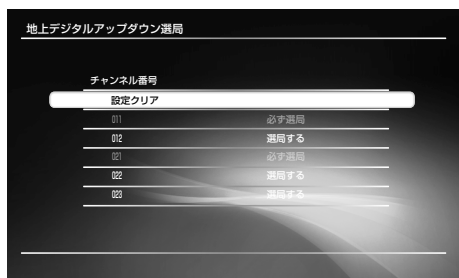 地上デジタルアップダウン選局
チャンネル番号
設定クリア
011 必ず選局
012 選局する
021 必ず選局
022 選局する
023 選局する